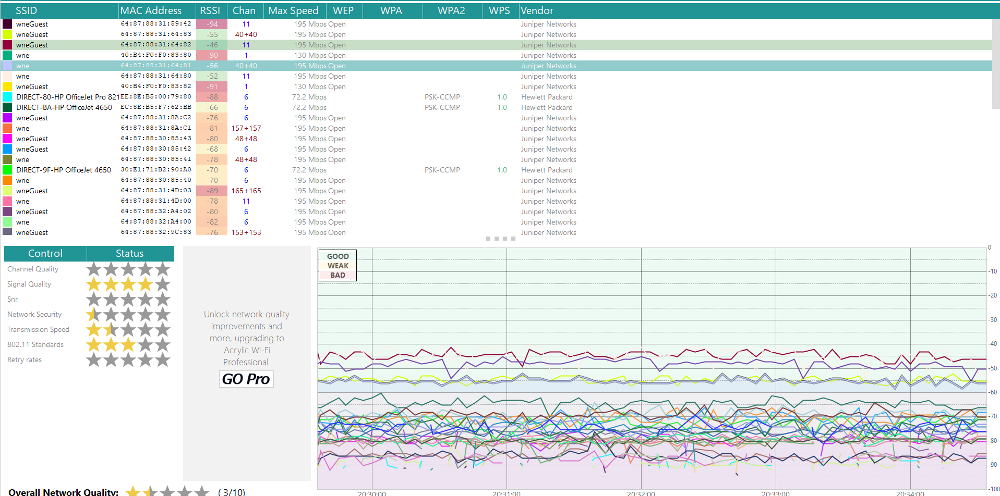 SSID MAC Address RSSI Chan Max Speed WEP WPA WPA2 WPS Vendor
wneGuest 64:87:88:31:59:42 -94 11 195 Mbps Open Juniper Networks
wneGuest 64:87:88:31:64:83 -55 40+40 195 Mbps Open Juniper Networks
wneGuest 64:87:88:31:64:82 -46 11 195 Mbps Open Juniper Networks
wne 40:B4:F0:F0:83:80 -90 1 130 Mbps Open Juniper Networks
wne 64:87:88:31:64:81 -56 40+40 195 Mbps Open Juniper Networks
wne 64:87:88:31:64:80 -52 11 195 Mbps Open Juniper Networks
wneGuest 40:B4:F0:F0:83:82 -91 1 130 Mbps Open Juniper Networks
DIRECT-80-HP OfficeJet Pro 821 EE:8E:B5:00:79:80 -88 6 72.2 Mbps PSK-CCMP 1.0 Hewlett Packard
DIRECT-BA-HP OfficeJet 4650 EC:8E:B5:F7:62:BB -66 6 72.2 Mbps PSK-CCMP 1.0 Hewlett Packard
wneGuest 64:87:88:31:8A:C2 -76 6 195 Mbps Open Juniper Networks
wne 64:87:88:31:8A:C1 -81 157+157 195 Mbps Open Juniper Networks
wneGuest 64:87:88:30:85:43 -80 48+48 195 Mbps Open Juniper Networks
wneGuest 64:87:88:30:85:42 -68 6 195 Mbps Open Juniper Networks
wne 64:87:88:30:85:41 -78 48+48 195 Mbps Open Juniper Networks
DIRECT-9F-HP OfficeJet 4650 30:E1:71:B2:90:A0 -70 6 72.2 Mbps PSK-CCMP 1.0 Hewlett Packard
wne 64:87:88:30:85:40 -70 6 195 Mbps Open Juniper Networks
wneGuest 64:87:88:31:4D:03 -89 165+165 195 Mbps Open Juniper Networks
wne 64:87:88:31:4D:00 -78 11 195 Mbps Open Juniper Networks
wneGuest 64:87:88:32:A4:02 -80 6 195 Mbps Open Juniper Networks
wne 64:87:88:32:A4:00 -82 6 195 Mbps Open Juniper Networks
wneGuest 64:87:88:32:9C:83 -76 153+153 195 Mbps Open Juniper Networks
Control Status
Channel Quality
Signal Quality
Snr
Network Security
Transmission Speed
802.11 Standards
Retry rates
Overall Network Quality: ( 3/10)
Unlock network quality
improvements and
more, upgrading to
Acrylic Wi-Fi
Professional.
GO Pro
GOOD
WEAK
BAD
0
-10
-20
-30
-40
-50
-60
-70
-80
-90
-100
20:30:00 20:31:00 20:32:00 20:33:00 20:34:00